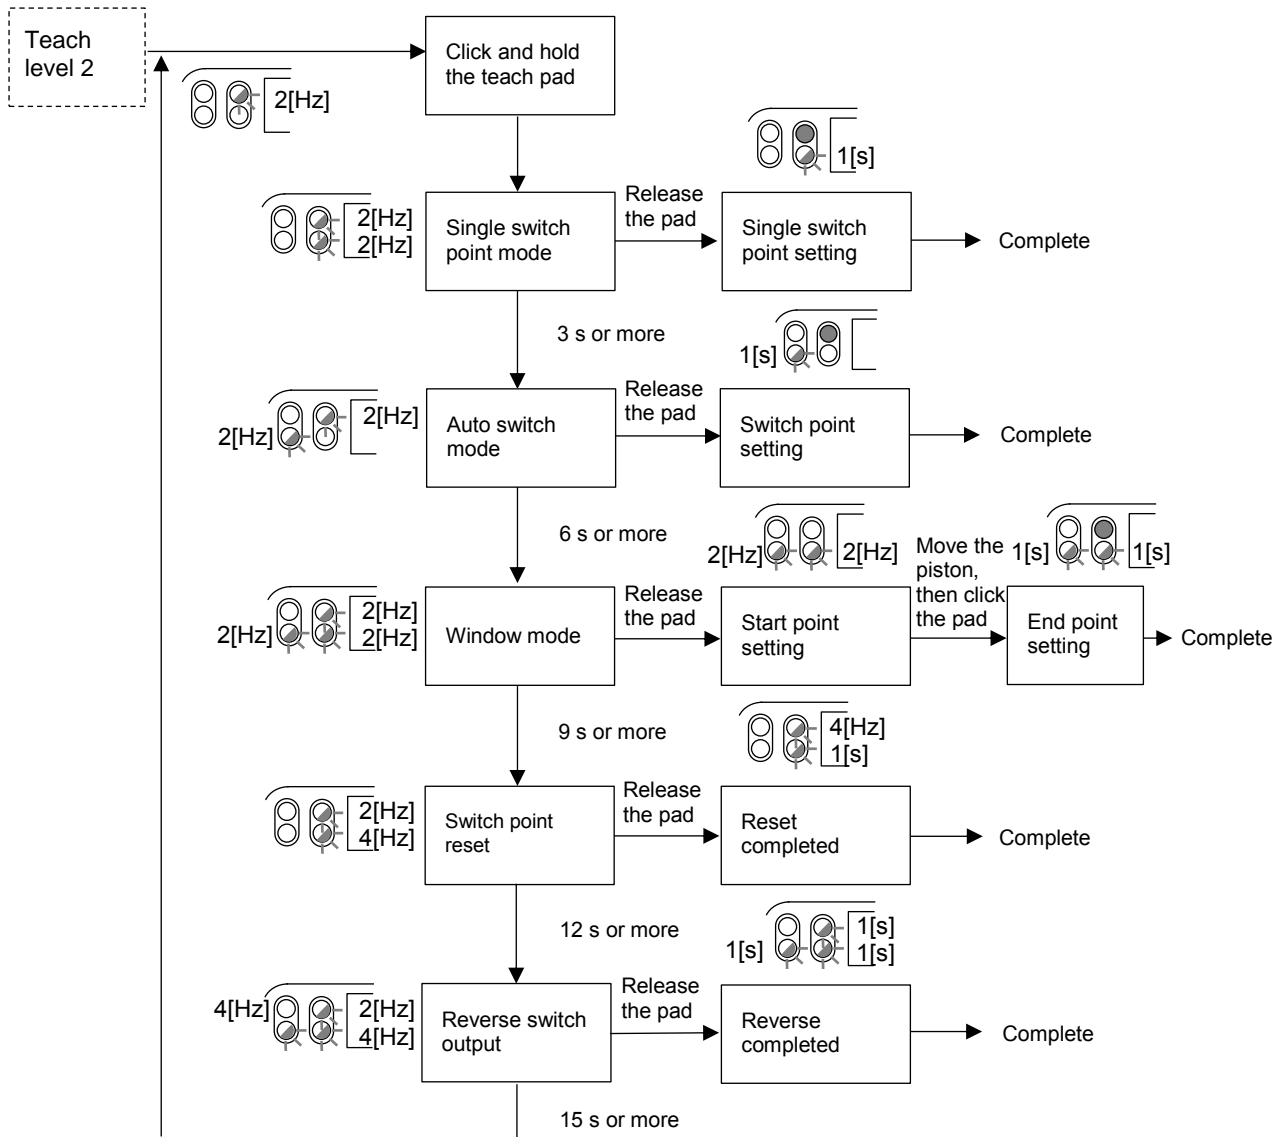 Teach
level 2
Click and hold
the teach pad
2[Hz]
1[s]
2[Hz]
2[Hz]
Single switch
point mode
Release
the pad
Single switch
point setting
Complete
3 s or more
1[s]
2[Hz]
2[Hz]
Auto switch
mode
Release
the pad
Switch point
setting
Complete
6 s or more
2[Hz]
2[Hz]
Move the
piston,
then click
the pad
1[s]
1[s]
2[Hz]
2[Hz]
2[Hz]
Window mode
Release
the pad
Start point
setting
End point
setting
Complete
9 s or more
4[Hz]
1[s]
2[Hz]
4[Hz]
Switch point
reset
Release
the pad
Reset
completed
Complete
12 s or more
1[s]
1[s]
1[s]
4[Hz]
2[Hz]
4[Hz]
Reverse switch
output
Release
the pad
Reverse
completed
Complete
15 s or more